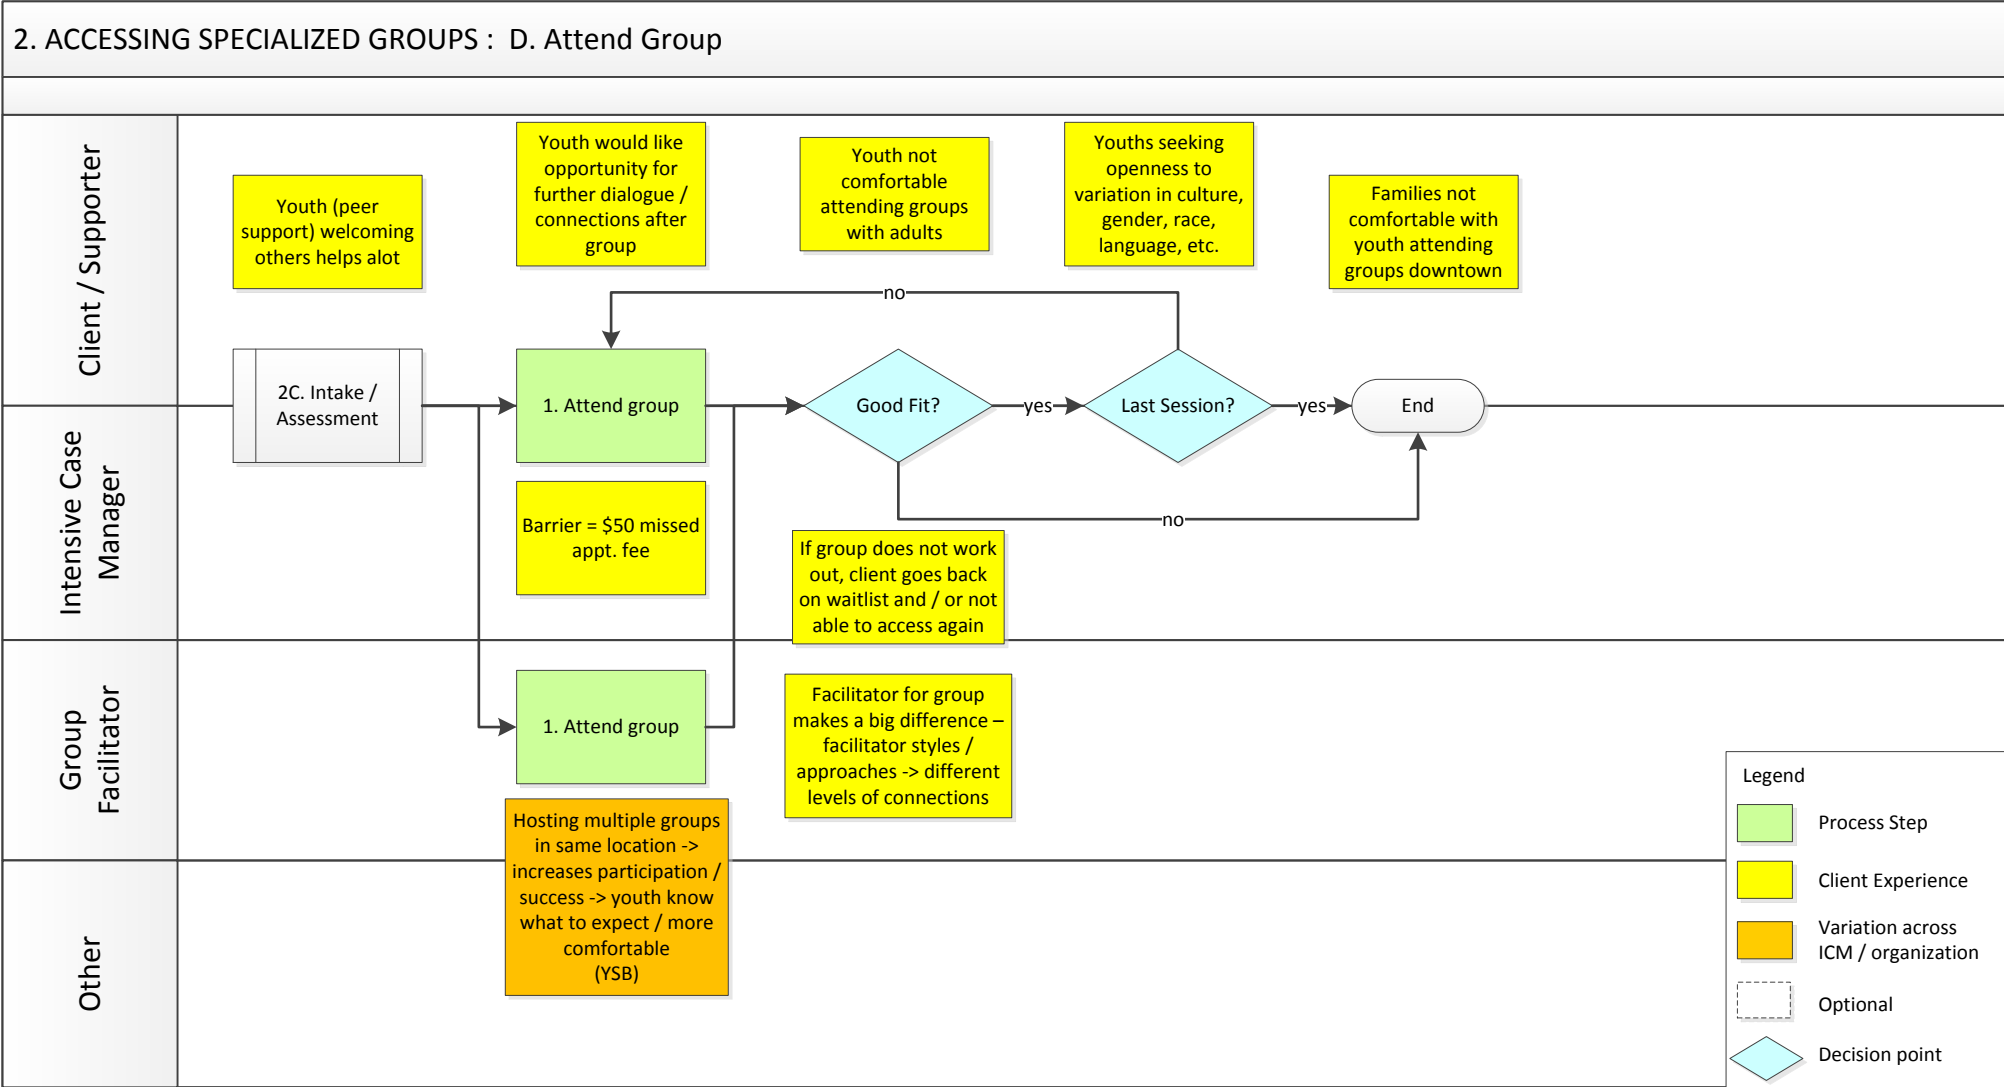 2. ACCESSING SPECIALIZED GROUPS :  D. Attend Group
Client / Supporter
Youth (peer
support) welcoming
others helps alot
Youth would like
opportunity for
further dialogue /
connections after
group
Youth not
comfortable
attending groups
with adults
Youths seeking
openness to
variation in culture,
gender, race,
language, etc.
Families not
comfortable with
youth attending
groups downtown
no
2C. Intake /
Assessment
1. Attend group
Good Fit?
yes
Last Session?
yes
End
Intensive Case
Manager
Barrier = $50 missed
appt. fee
no
If group does not work
out, client goes back
on waitlist and / or not
able to access again
Group
Facilitator
1. Attend group
Facilitator for group
makes a big difference –
facilitator styles /
approaches -> different
levels of connections
Hosting multiple groups
in same location ->
increases participation /
success -> youth know
what to expect / more
comfortable
(YSB)
Other
Legend
Process Step
Client Experience
Variation across
ICM / organization
Optional
Decision point